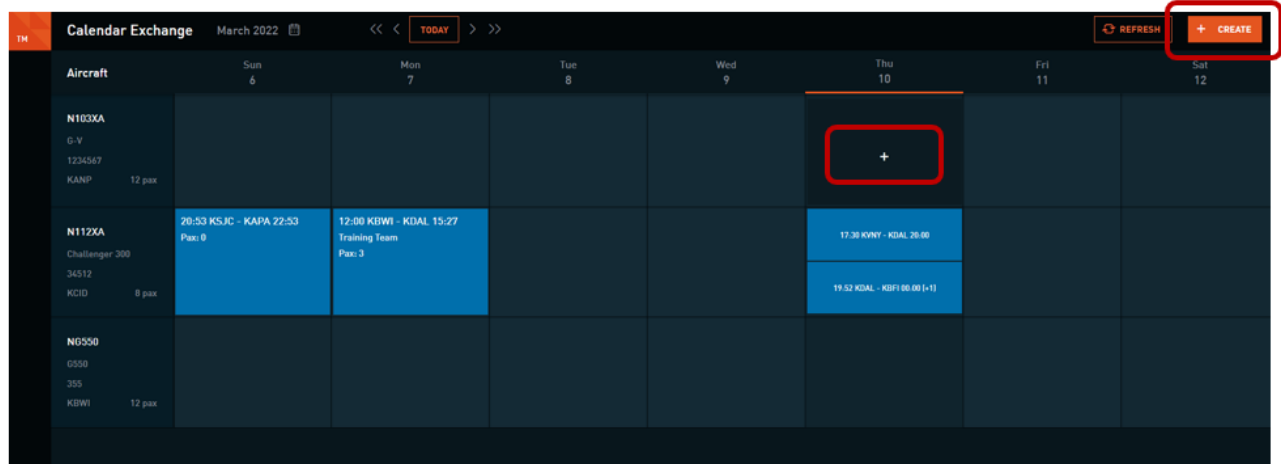 TM
Calendar Exchange March 2022 << < TODAY > >> REFRESH + CREATE
Aircraft Sun 6 Mon 7 Tue 8 Wed 9 Thu 10 Fri 11 Sat 12
N103XA
G-V
1234567
KANP 12 pax
+
N112XA
Challenger 300
34512
KCID 8 pax
20:53 KSJC - KAPA 22:53
Pax: 0
12:00 KBWI - KDAL 15:27
Training Team
Pax: 3
17:30 KVNY - KDAL 20:00
19:52 KDAL - KBFI 00:00 (+1)
NG550
G550
355
KBWI 12 pax